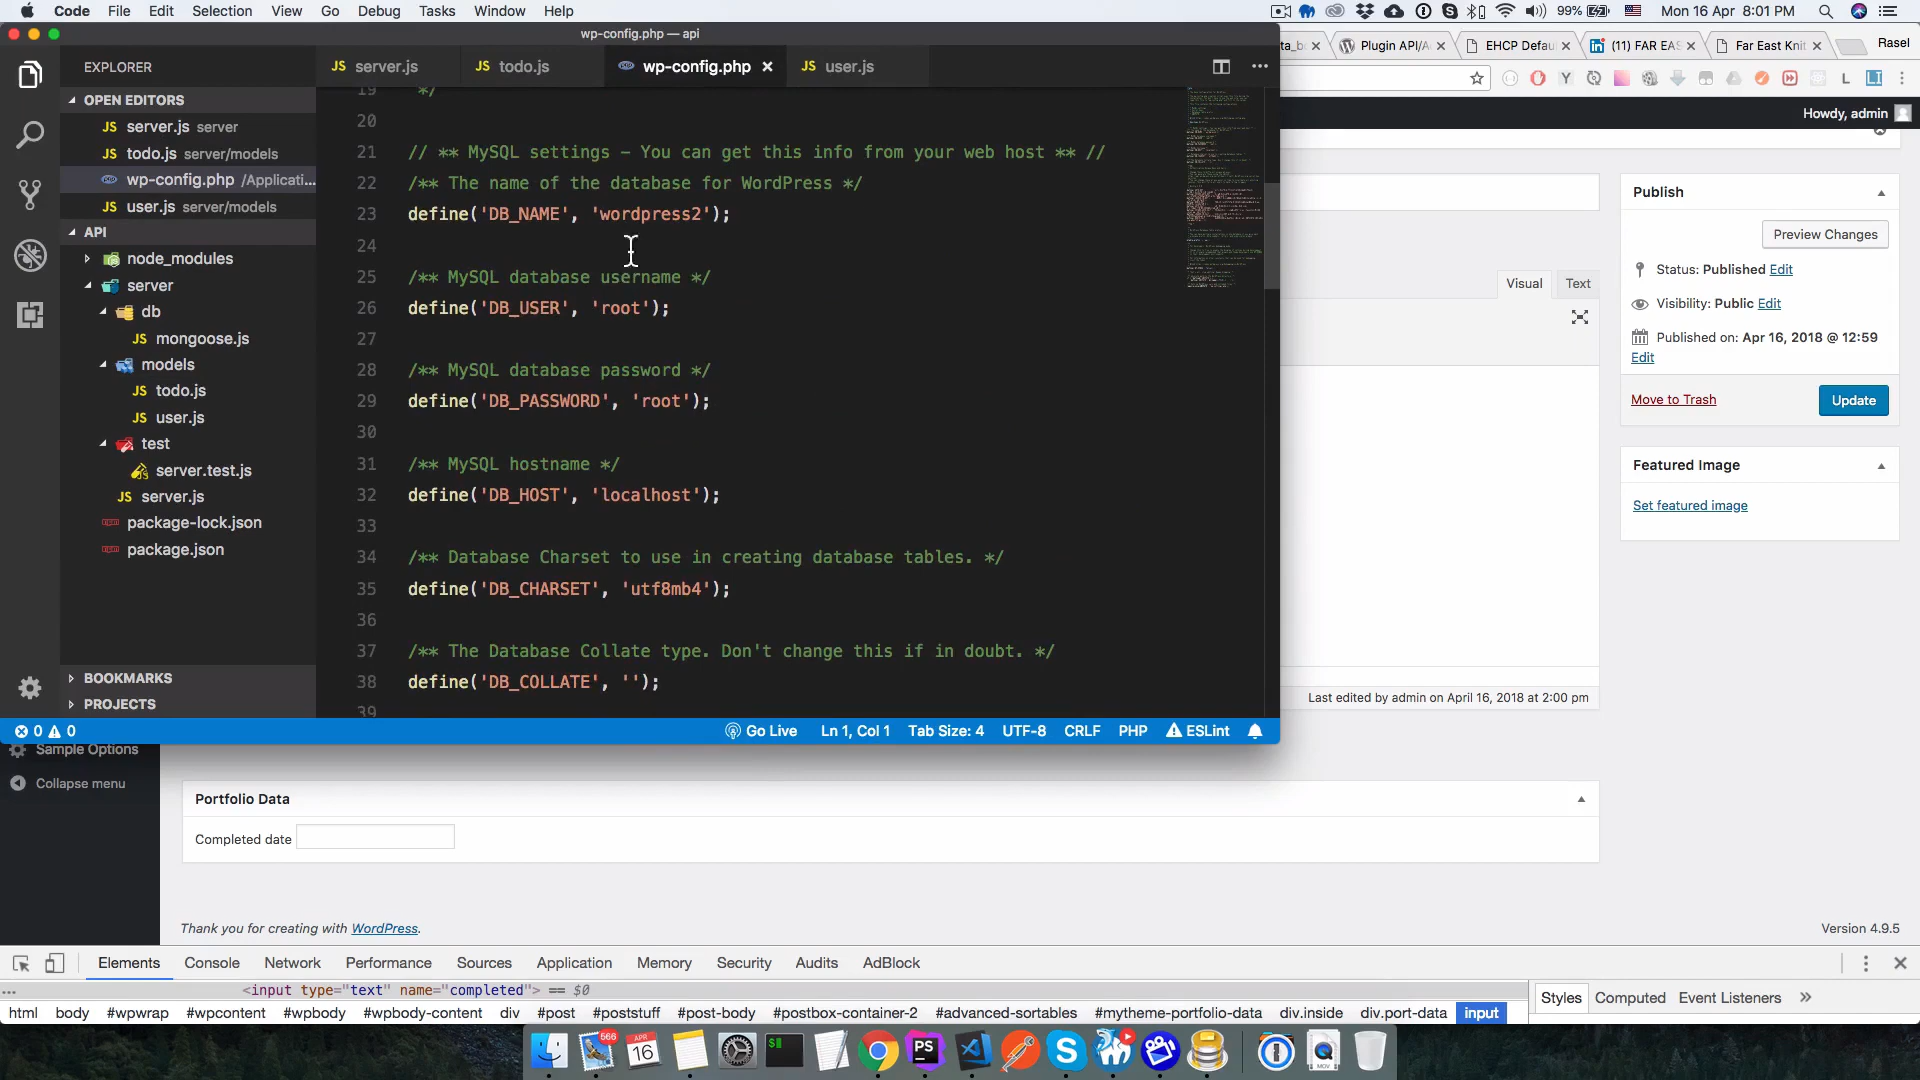 Code File Edit Selection View Go Debug Tasks Window Help
99% Mon 16 Apr 8:01 PM
wp-config.php — api
Plugin API/A EHCP Defau (11) FAR EAS Far East Knit Rasel
EXPLORER
JS server.js JS todo.js wp-config.php JS user.js
OPEN EDITORS
JS server.js server
JS todo.js server/models
wp-config.php /Applicati...
JS user.js server/models
API
node_modules
server
db
JS mongoose.js
models
JS todo.js
JS user.js
test
server.test.js
JS server.js
package-lock.json
package.json
BOOKMARKS
PROJECTS
19 */
20
21 // ** MySQL settings - You can get this info from your web host ** //
22 /** The name of the database for WordPress */
23 define('DB_NAME', 'wordpress2');
24
25 /** MySQL database username */
26 define('DB_USER', 'root');
27
28 /** MySQL database password */
29 define('DB_PASSWORD', 'root');
30
31 /** MySQL hostname */
32 define('DB_HOST', 'localhost');
33
34 /** Database Charset to use in creating database tables. */
35 define('DB_CHARSET', 'utf8mb4');
36
37 /** The Database Collate type. Don't change this if in doubt. */
38 define('DB_COLLATE', '');
39
0 0 Go Live Ln 1, Col 1 Tab Size: 4 UTF-8 CRLF PHP ESLint
Howdy, admin
Publish
Preview Changes
Status: Published Edit
Visibility: Public Edit
Published on: Apr 16, 2018 @ 12:59
Edit
Move to Trash Update
Visual Text
Featured Image
Set featured image
Last edited by admin on April 16, 2018 at 2:00 pm
Sample Options
Collapse menu
Portfolio Data
Completed date
Thank you for creating with WordPress.
Version 4.9.5
Elements Console Network Performance Sources Application Memory Security Audits AdBlock
... <input type="text" name="completed"> == $0
Styles Computed Event Listeners »
html body #wpwrap #wpcontent #wpbody #wpbody-content div #post #poststuff #post-body #postbox-container-2 #advanced-sortables #mytheme-portfolio-data div.inside div.port-data input
566
APR
16
$
PS